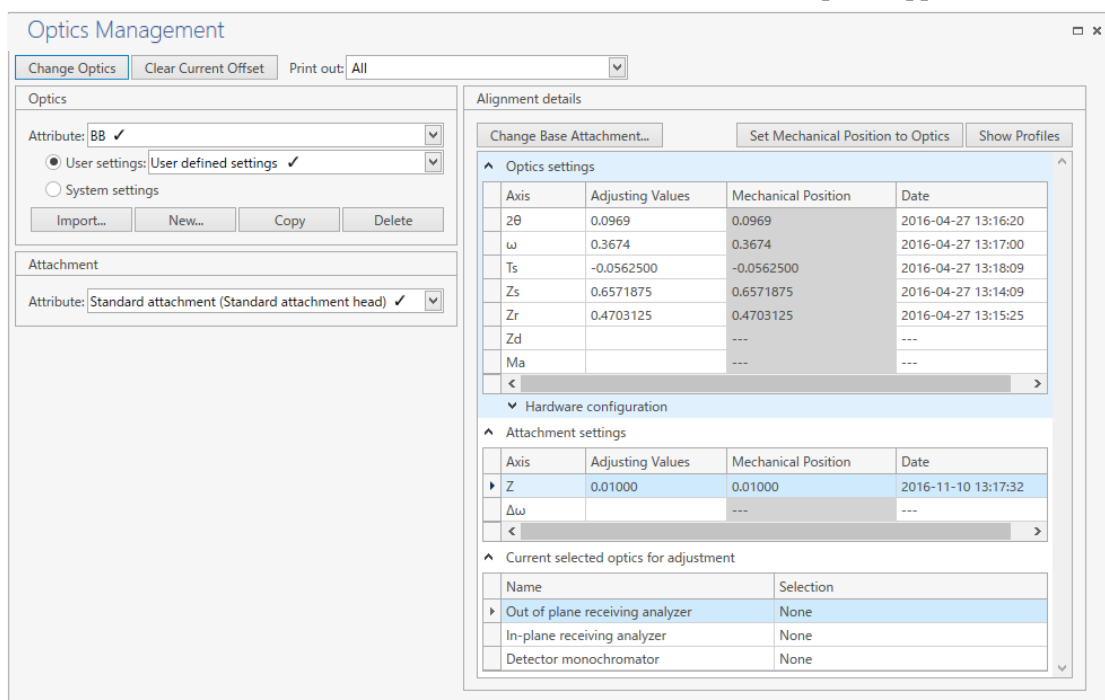 Optics Management
Change Optics Clear Current Offset Print out: All
Optics
Attribute: BB ✓
User settings: User defined settings ✓
System settings
Import... New... Copy Delete
Attachment
Attribute: Standard attachment (Standard attachment head) ✓
Alignment details
Change Base Attachment... Set Mechanical Position to Optics Show Profiles
Optics settings
Axis Adjusting Values Mechanical Position Date
2θ 0.0969 0.0969 2016-04-27 13:16:20
ω 0.3674 0.3674 2016-04-27 13:17:00
Ts -0.0562500 -0.0562500 2016-04-27 13:18:09
Zs 0.6571875 0.6571875 2016-04-27 13:14:09
Zr 0.4703125 0.4703125 2016-04-27 13:15:25
Zd --- ---
Ma --- ---
Hardware configuration
Attachment settings
Axis Adjusting Values Mechanical Position Date
Z 0.01000 0.01000 2016-11-10 13:17:32
Δω --- ---
Current selected optics for adjustment
Name Selection
Out of plane receiving analyzer None
In-plane receiving analyzer None
Detector monochromator None